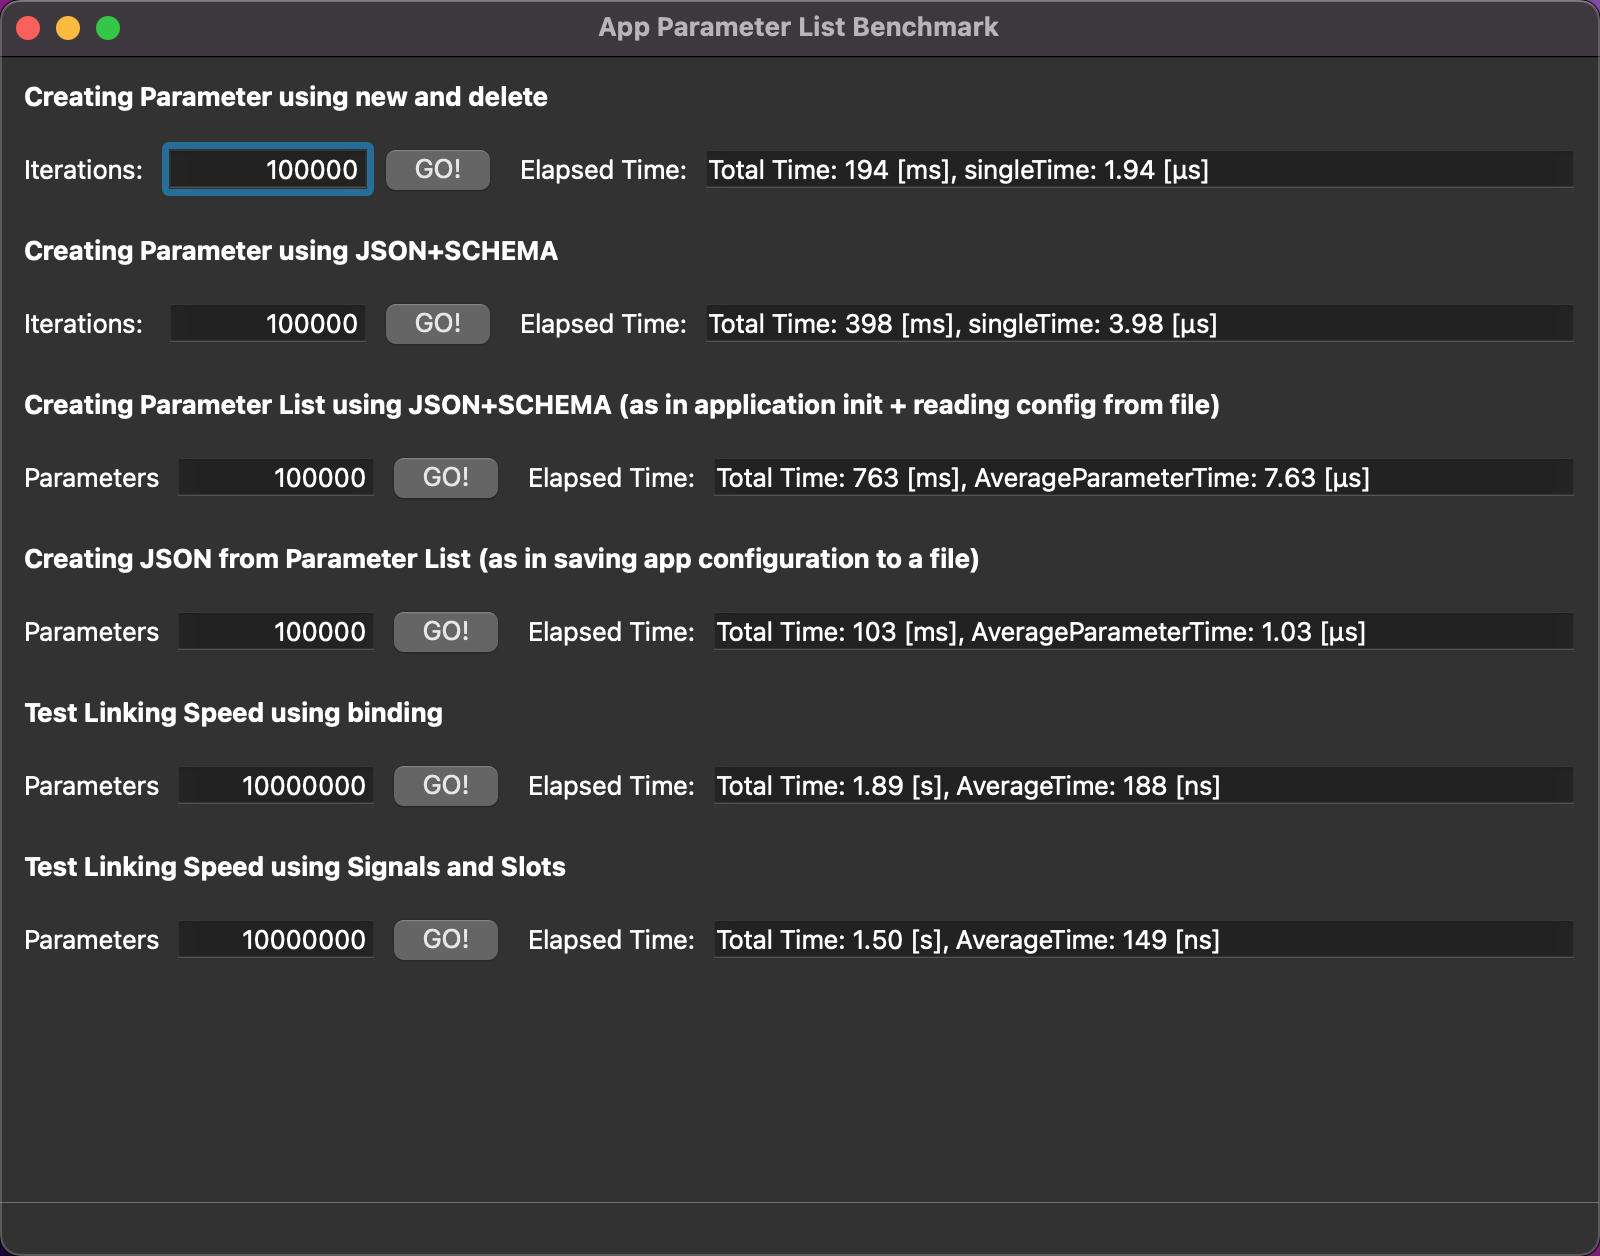 App Parameter List Benchmark
Creating Parameter using new and delete
Iterations: 100000 GO! Elapsed Time: Total Time: 194 [ms], singleTime: 1.94 [µs]
Creating Parameter using JSON+SCHEMA
Iterations: 100000 GO! Elapsed Time: Total Time: 398 [ms], singleTime: 3.98 [µs]
Creating Parameter List using JSON+SCHEMA (as in application init + reading config from file)
Parameters 100000 GO! Elapsed Time: Total Time: 763 [ms], AverageParameterTime: 7.63 [µs]
Creating JSON from Parameter List (as in saving app configuration to a file)
Parameters 100000 GO! Elapsed Time: Total Time: 103 [ms], AverageParameterTime: 1.03 [µs]
Test Linking Speed using binding
Parameters 10000000 GO! Elapsed Time: Total Time: 1.89 [s], AverageTime: 188 [ns]
Test Linking Speed using Signals and Slots
Parameters 10000000 GO! Elapsed Time: Total Time: 1.50 [s], AverageTime: 149 [ns]